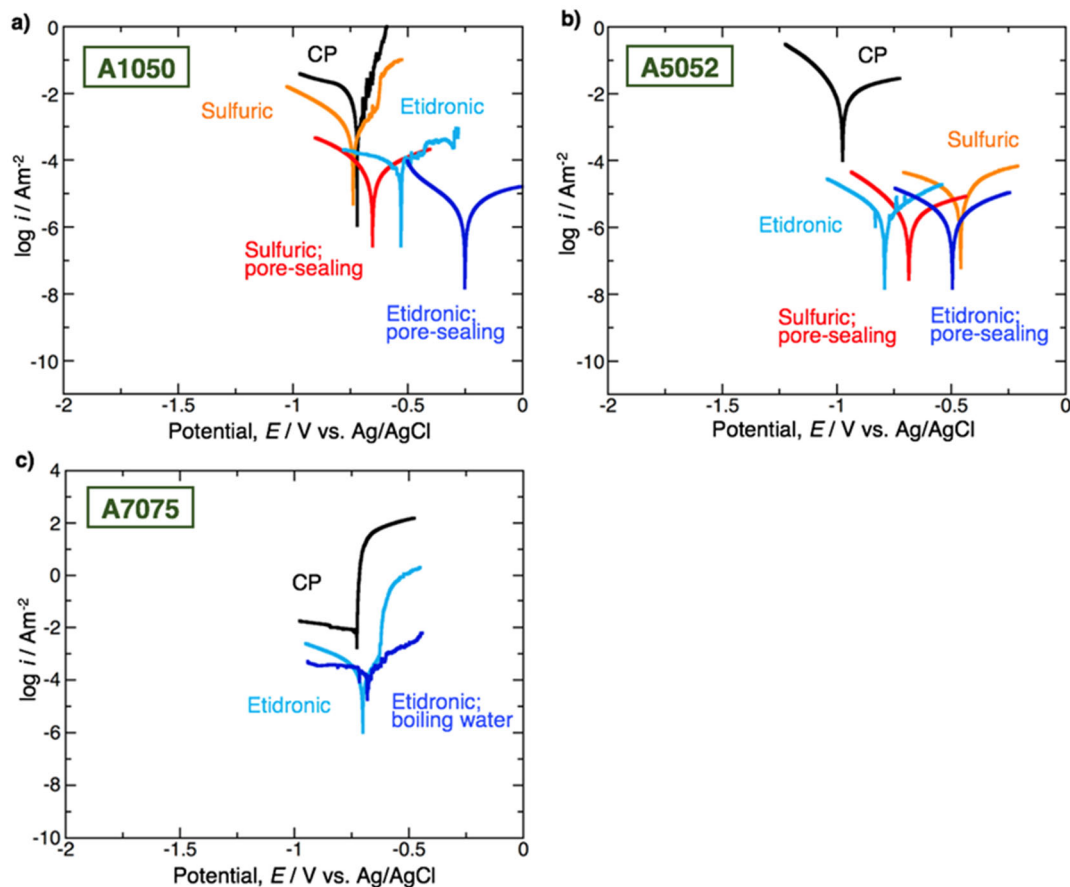 a)
A1050
CP
Sulfuric
Etidronic
Sulfuric;
pore-sealing
Etidronic;
pore-sealing
log i / Am-2
0
-2
-4
-6
-8
-10
-2
-1.5
-1
-0.5
0
Potential, E / V vs. Ag/AgCl
b)
A5052
CP
Sulfuric
Etidronic
Sulfuric;
pore-sealing
Etidronic;
pore-sealing
log i / Am-2
0
-2
-4
-6
-8
-10
-2
-1.5
-1
-0.5
0
Potential, E / V vs. Ag/AgCl
c)
A7075
CP
Etidronic
Etidronic;
boiling water
log i / Am-2
4
2
0
-2
-4
-6
-8
-10
-2
-1.5
-1
-0.5
0
Potential, E / V vs. Ag/AgCl